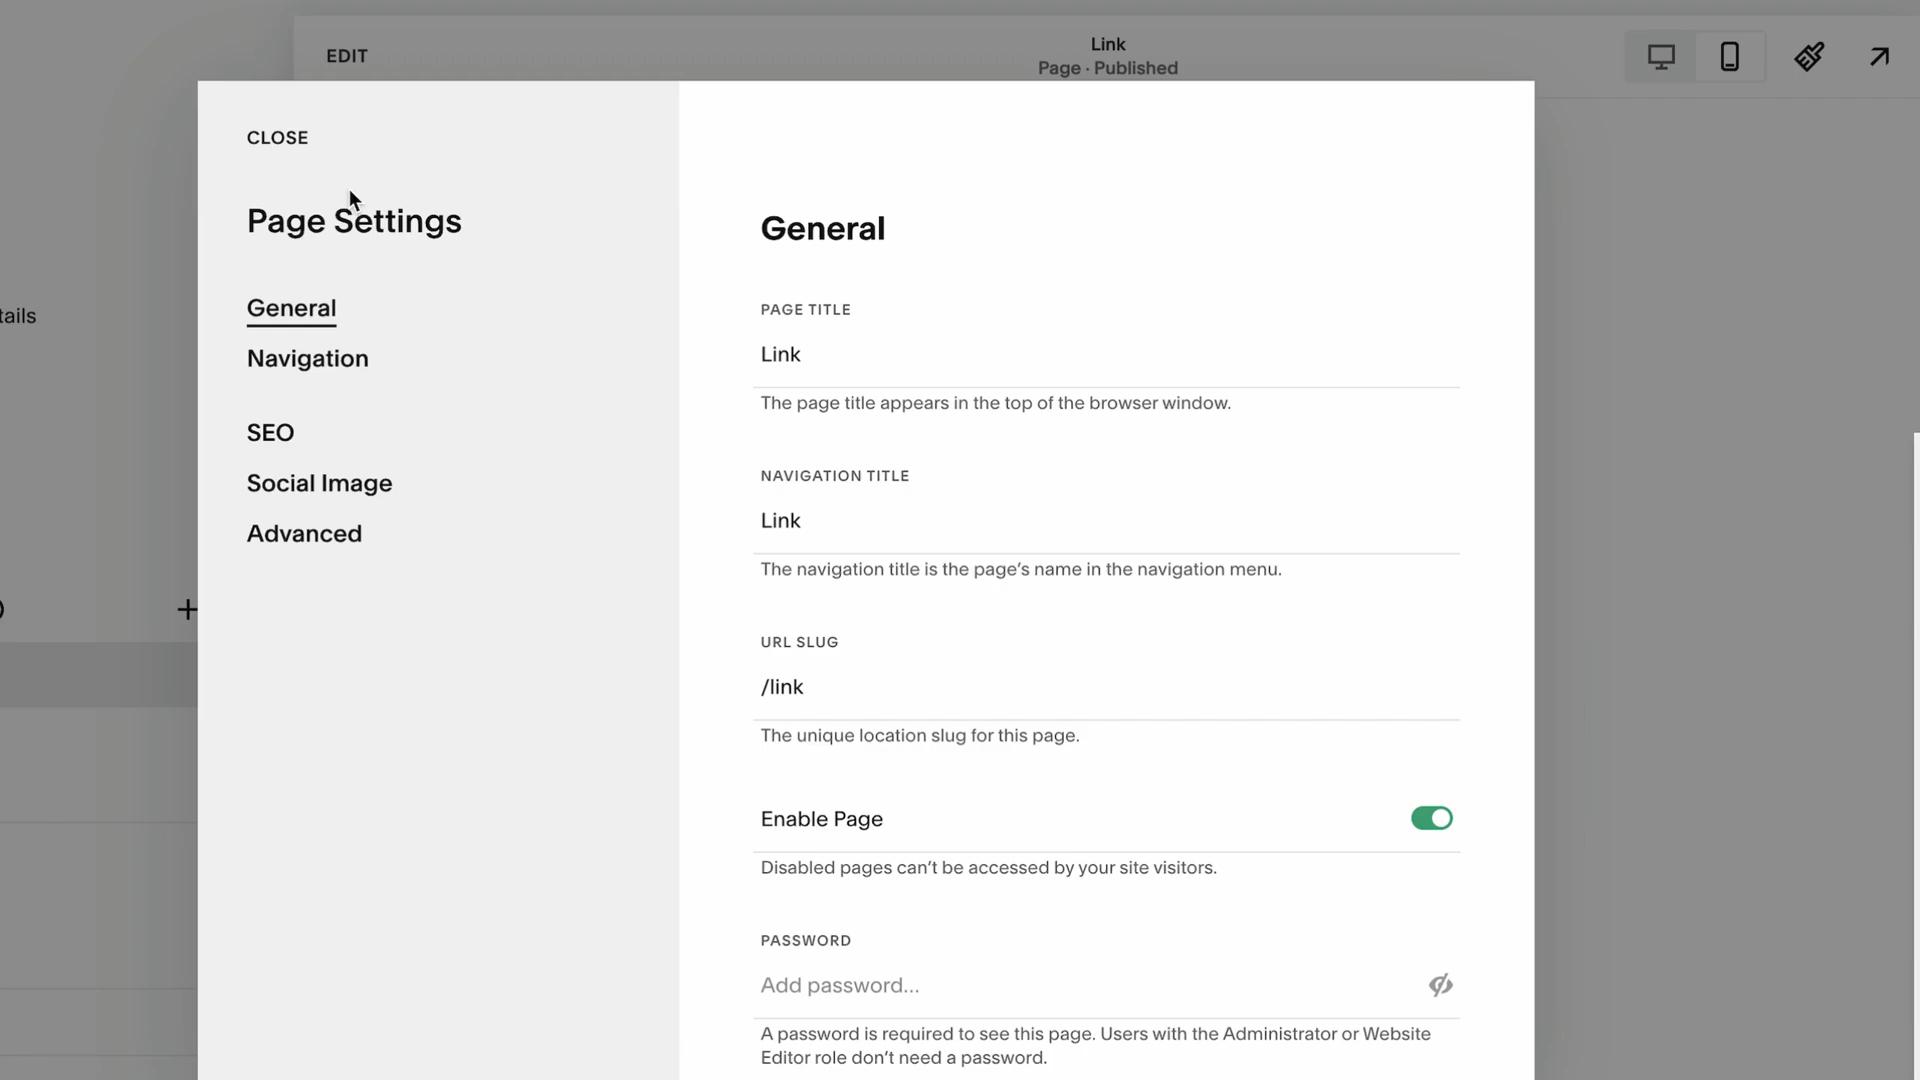 EDIT
Link
Page · Published
CLOSE
Page Settings
General
Navigation
SEO
Social Image
Advanced
tails
General
PAGE TITLE
Link
The page title appears in the top of the browser window.
NAVIGATION TITLE
Link
The navigation title is the page’s name in the navigation menu.
URL SLUG
/link
The unique location slug for this page.
Enable Page
Disabled pages can’t be accessed by your site visitors.
PASSWORD
Add password...
A password is required to see this page. Users with the Administrator or Website
Editor role don’t need a password.